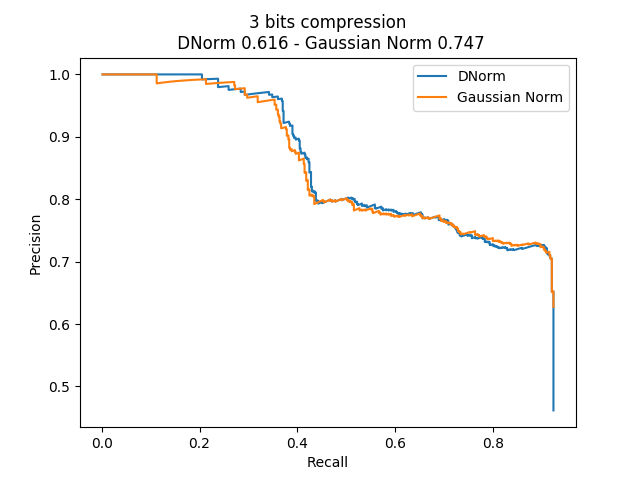 3 bits compression
DNorm 0.616 - Gaussian Norm 0.747
DNorm
Gaussian Norm
1.0
0.9
0.8
0.7
0.6
0.5
Precision
0.0
0.2
0.4
0.6
0.8
Recall